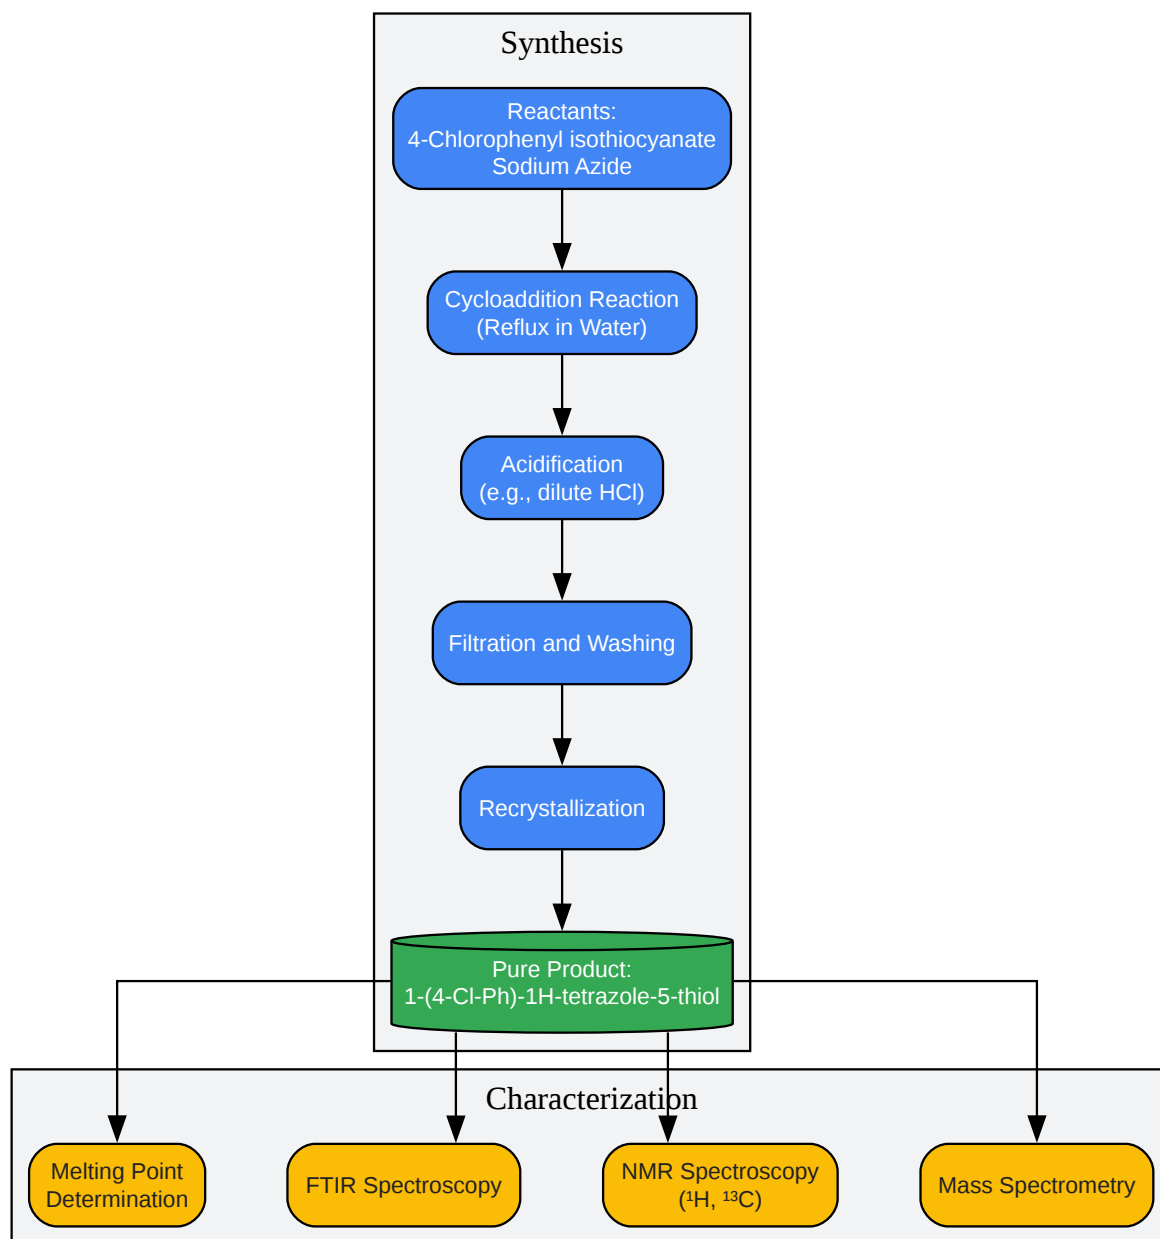 Synthesis
Reactants:
4-Chlorophenyl isothiocyanate
Sodium Azide
Cycloaddition Reaction
(Reflux in Water)
Acidification
(e.g., dilute HCl)
Filtration and Washing
Recrystallization
Pure Product:
1-(4-Cl-Ph)-1H-tetrazole-5-thiol
Characterization
Melting Point
Determination
FTIR Spectroscopy
NMR Spectroscopy
(¹H, ¹³C)
Mass Spectrometry